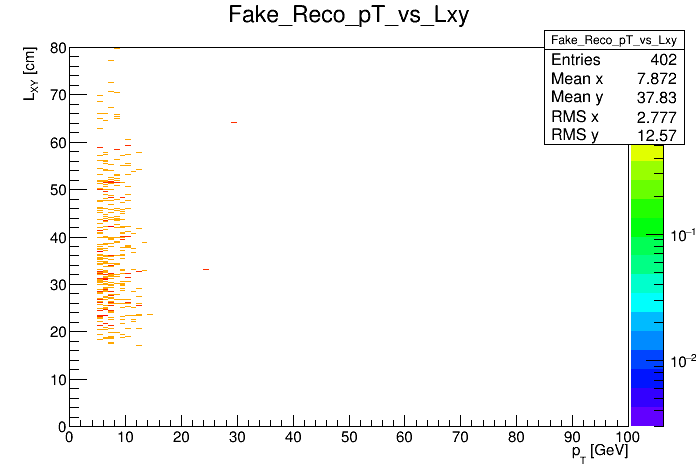 Fake_Reco_pT_vs_Lxy
Fake_Reco_pT_vs_Lxy
Entries 402
Mean x 7.872
Mean y 37.83
RMS x 2.777
RMS y 12.57
L_XY [cm]
80
70
60
50
40
30
20
10
0
0 10 20 30 40 50 60 70 80 90 100
p_T [GeV]
10⁻¹
10⁻²